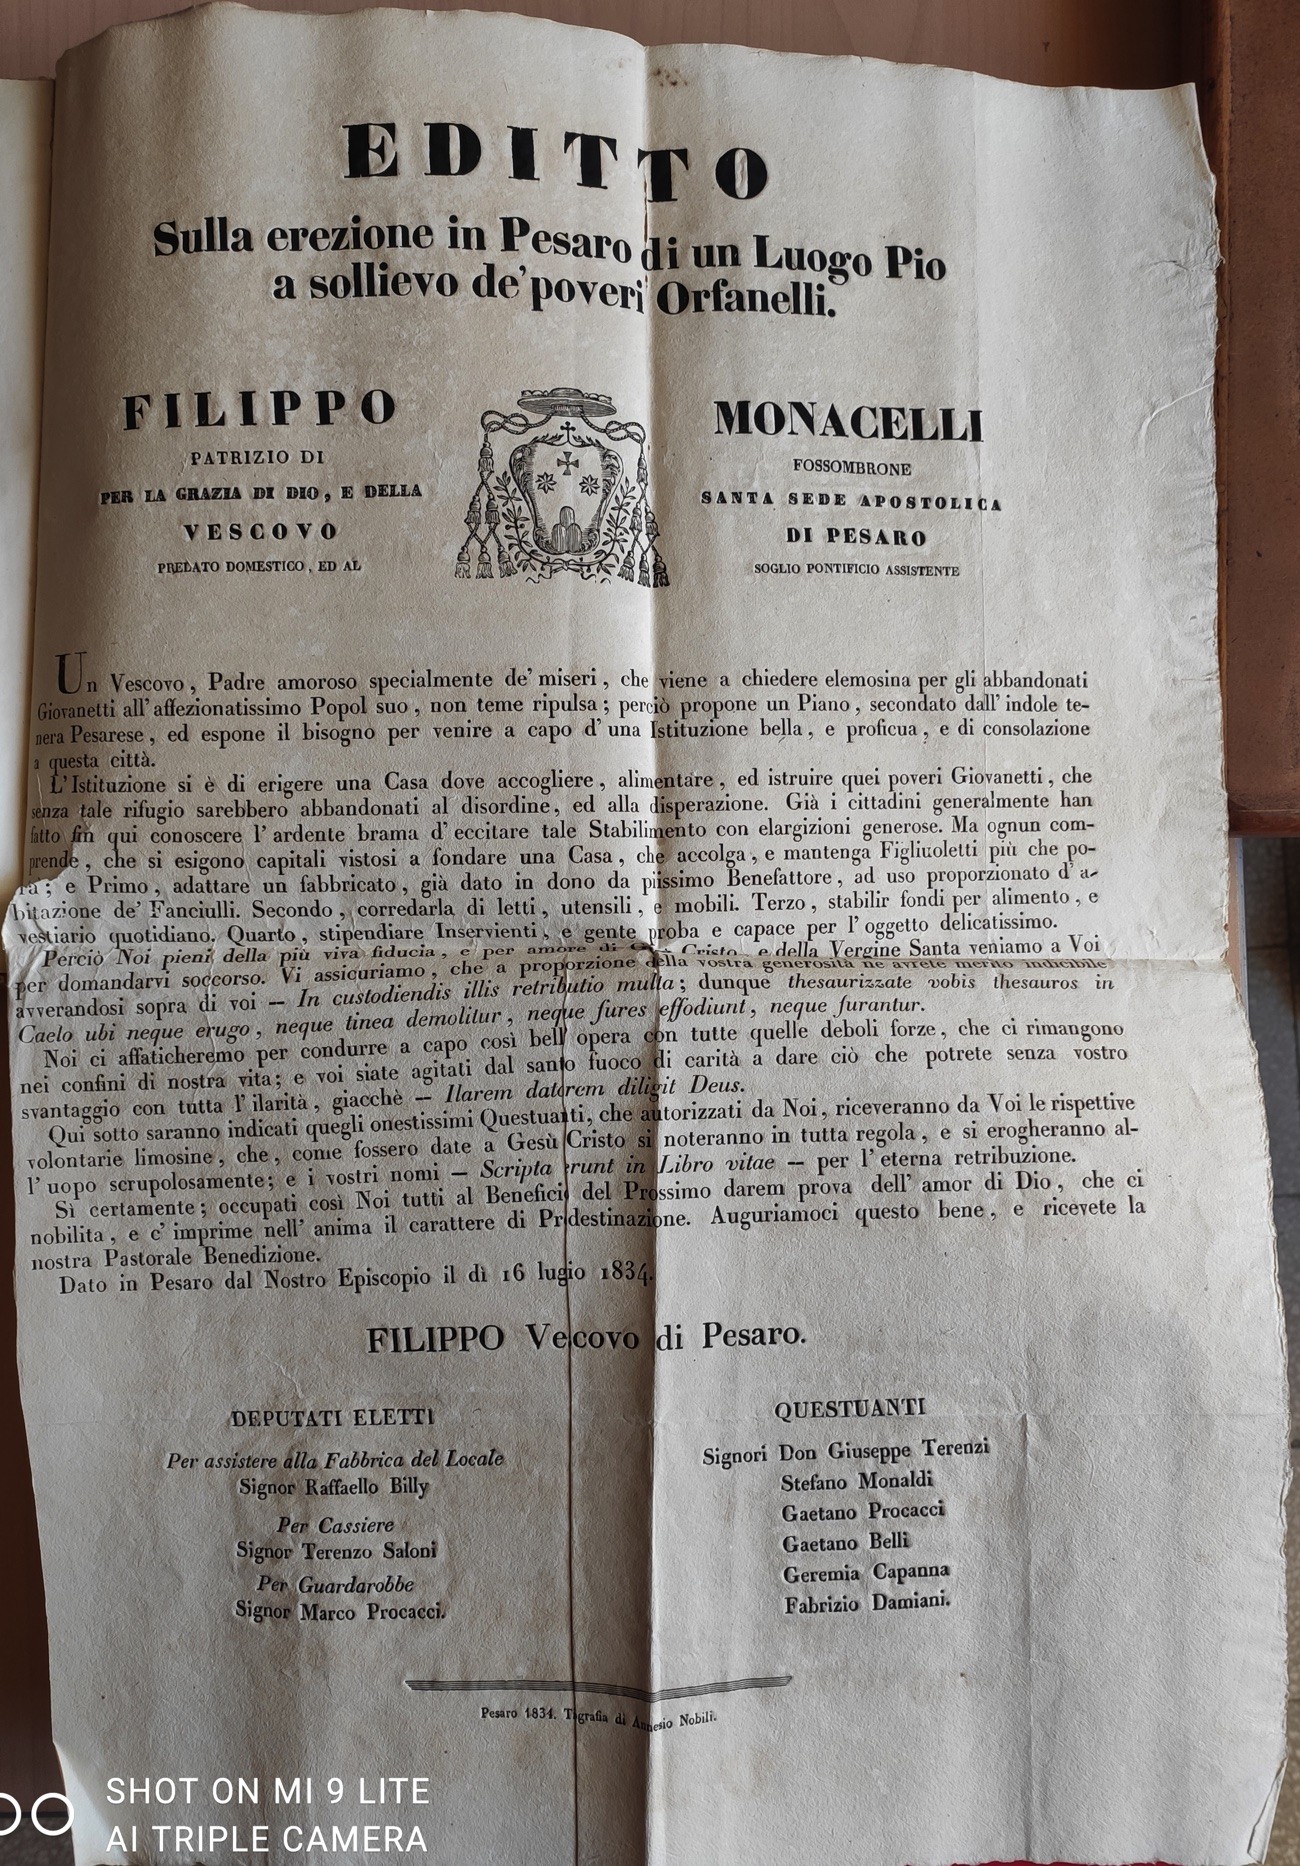 EDITTO
Sulla erezione in Pesaro di un Luogo Pio
a sollievo de' poveri Orfanelli.
FILIPPO MONACELLI
PATRIZIO DI FOSSOMBRONE
PER LA GRAZIA DI DIO, E DELLA SANTA SEDE APOSTOLICA
VESCOVO DI PESARO
PRELATO DOMESTICO, ED AL SOGLIO PONTIFICIO ASSISTENTE
Un Vescovo, Padre amoroso specialmente de' miseri, che viene a chiedere elemosina per gli abbandonati
Giovanetti all' affezionatissimo Popol suo, non teme ripulsa; perciò propone un Piano, secondato dall' indole te-
nera Pesarese, ed espone il bisogno per venire a capo d' una Istituzione bella, e proficua, e di consolazione
a questa città.
L' Istituzione si è di erigere una Casa dove accogliere, alimentare, ed istruire quei poveri Giovanetti, che
senza tale rifugio sarebbero abbandonati al disordine, ed alla disperazione. Già i cittadini generalmente han
fatto fin qui conoscere l' ardente brama d' eccitare tale Stabilimento con elargizioni generose. Ma ognun com-
prende, che si esigono capitali vistosi a fondare una Casa, che accolga, e mantenga Figliuoletti più che po-
ra; e Primo, adattare un fabbricato, già dato in dono da piissimo Benefattore, ad uso proporzionato d' a-
bitazione de' Fanciulli. Secondo, corredarla di letti, utensili, e mobili. Terzo, stabilir fondi per alimento, e
vestiario quotidiano. Quarto, stipendiare Inservienti, e gente proba e capace per l' oggetto delicatissimo.
Perciò Noi pieni della più viva fiducia, e per amore di Cristo, e della Vergine Santa veniamo a Voi
per domandarvi soccorso. Vi assicuriamo, che a proporzione della vostra generosità ne avrete merito indicibile
avverandosi sopra di voi — In custodiendis illis retributio multa; dunque thesaurizzate vobis thesauros in
Caelo ubi neque erugo, neque tinea demolitur, neque fures effodiunt, neque furantur.
Noi ci affaticheremo per condurre a capo così bell' opera con tutte quelle deboli forze, che ci rimangono
nei confini di nostra vita; e voi siate agitati dal santo fuoco di carità a dare ciò che potrete senza vostro
svantaggio con tutta l' ilarità, giacchè — Ilarem datorem diligit Deus.
Qui sotto saranno indicati quegli onestissimi Questuanti, che autorizzati da Noi, riceveranno da Voi le rispettive
volontarie limosine, che, come fossero date a Gesù Cristo si noteranno in tutta regola, e si erogheranno al-
l' uopo scrupolosamente; e i vostri nomi — Scripta erunt in Libro vitae — per l' eterna retribuzione.
Sì certamente; occupati così Noi tutti al Beneficio del Prossimo darem prova dell' amor di Dio, che ci
nobilita, e c' imprime nell' anima il carattere di Pridestinazione. Auguriamoci questo bene, e ricevete la
nostra Pastorale Benedizione.
Dato in Pesaro dal Nostro Episcopio il dì 16 luglio 1834.
FILIPPO Vecovo di Pesaro.
DEPUTATI ELETTI
Per assistere alla Fabbrica del Locale
Signor Raffaello Billy
Per Cassiere
Signor Terenzo Saloni
Per Guardarobbe
Signor Marco Procacci.
QUESTUANTI
Signori Don Giuseppe Terenzi
Stefano Monaldi
Gaetano Procacci
Gaetano Belli
Geremia Capanna
Fabrizio Damiani.
Pesaro 1834. Tipografia di Annesio Nobili.
SHOT ON MI 9 LITE
AI TRIPLE CAMERA